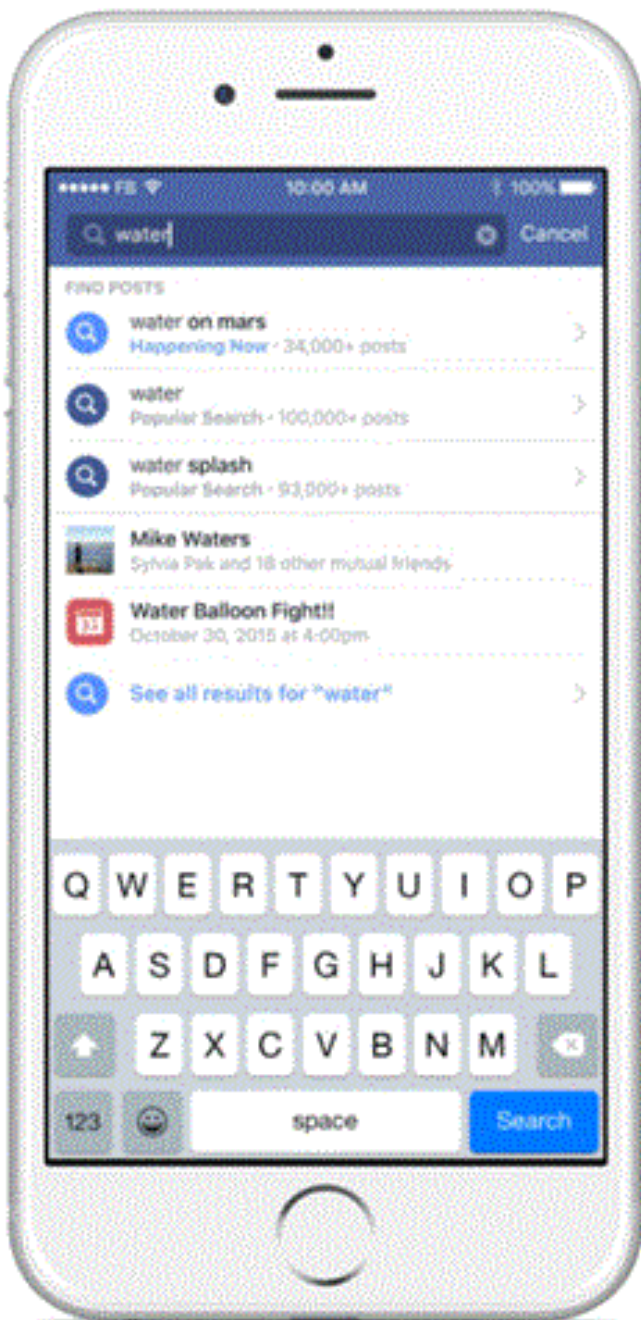 FB 10:00 AM 100%
water Cancel
FIND POSTS
water on mars
Happening Now · 34,000+ posts
water
Popular Search · 100,000+ posts
water splash
Popular Search · 93,000+ posts
Mike Waters
Sylvia Pak and 18 other mutual friends
Water Balloon Fight!!
October 30, 2015 at 4:00pm
See all results for "water"
Q W E R T Y U I O P
A S D F G H J K L
Z X C V B N M
123 space Search